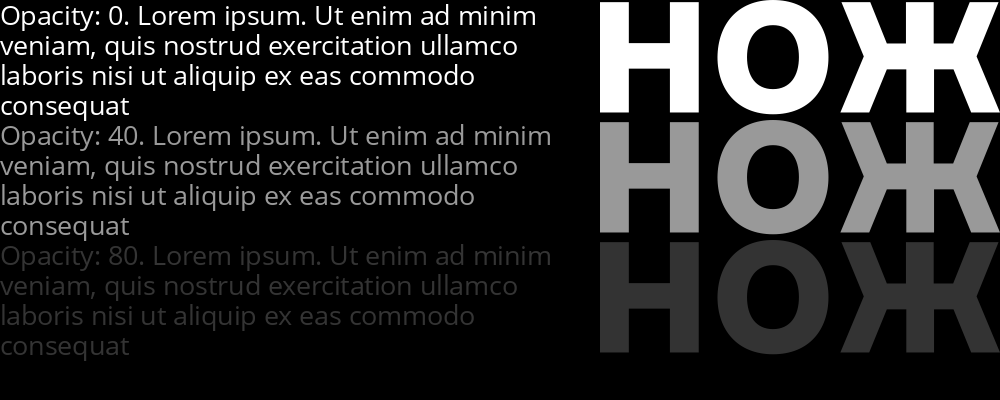 Opacity: 0. Lorem ipsum. Ut enim ad minim
veniam, quis nostrud exercitation ullamco
laboris nisi ut aliquip ex eas commodo
consequat
НОЖ
Opacity: 40. Lorem ipsum. Ut enim ad minim
veniam, quis nostrud exercitation ullamco
laboris nisi ut aliquip ex eas commodo
consequat
НОЖ
Opacity: 80. Lorem ipsum. Ut enim ad minim
veniam, quis nostrud exercitation ullamco
laboris nisi ut aliquip ex eas commodo
consequat
НОЖ